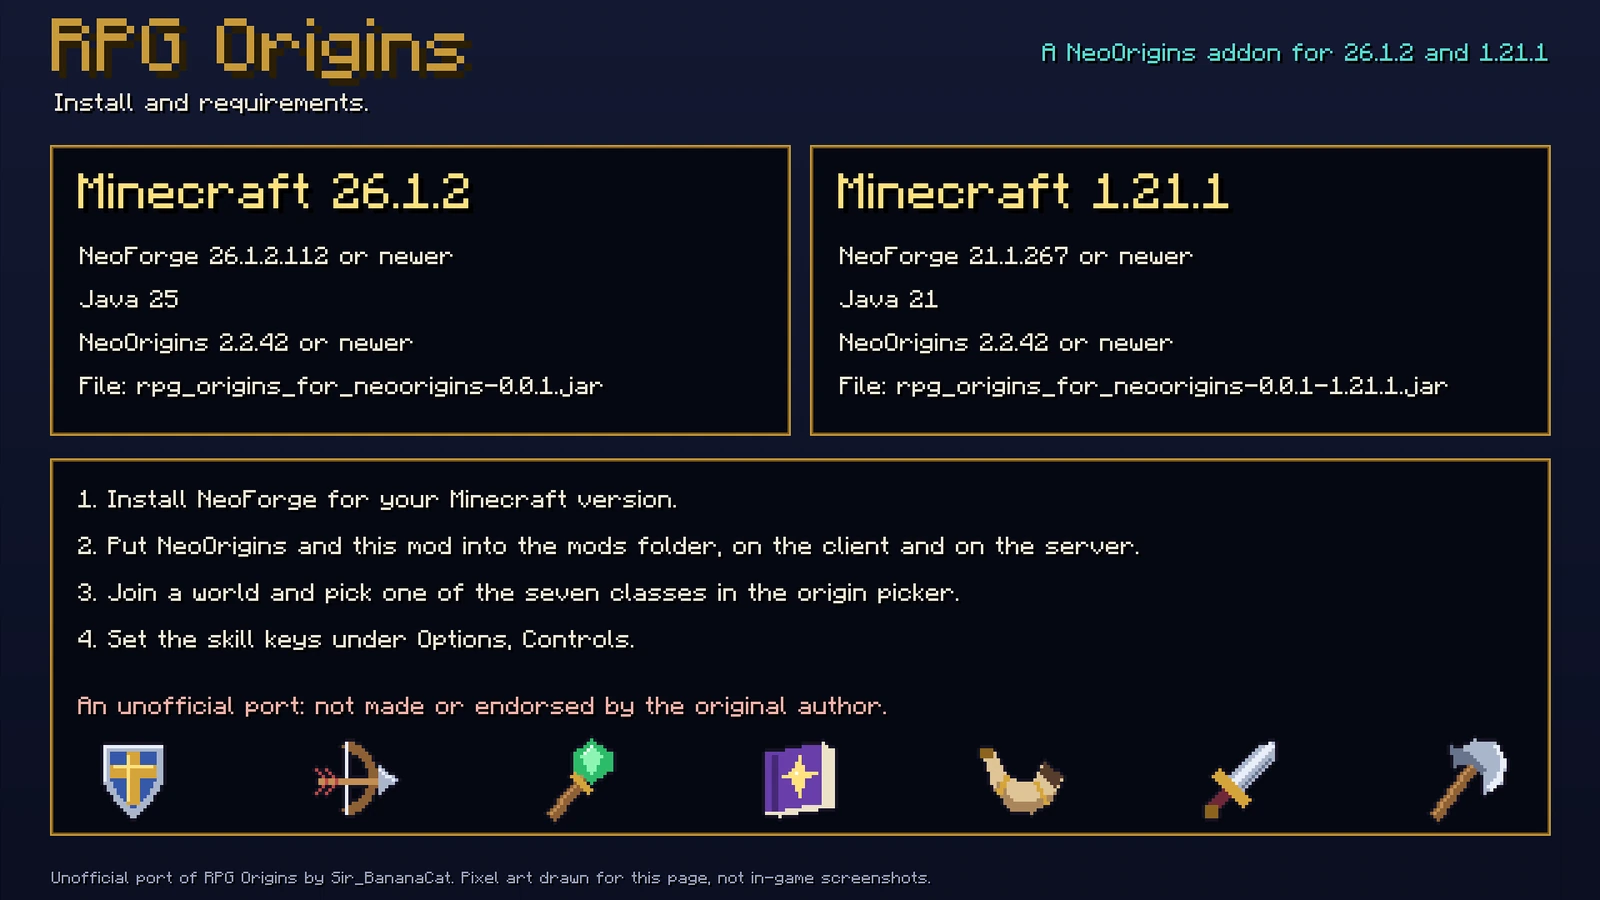 RPG Origins
A NeoOrigins addon for 26.1.2 and 1.21.1
Install and requirements.
Minecraft 26.1.2
NeoForge 26.1.2.112 or newer
Java 25
NeoOrigins 2.2.42 or newer
File: rpg_origins_for_neoorigins-0.0.1.jar
Minecraft 1.21.1
NeoForge 21.1.267 or newer
Java 21
NeoOrigins 2.2.42 or newer
File: rpg_origins_for_neoorigins-0.0.1-1.21.1.jar
1. Install NeoForge for your Minecraft version.
2. Put NeoOrigins and this mod into the mods folder, on the client and on the server.
3. Join a world and pick one of the seven classes in the origin picker.
4. Set the skill keys under Options, Controls.
An unofficial port: not made or endorsed by the original author.
Unofficial port of RPG Origins by Sir_BananaCat. Pixel art drawn for this page, not in-game screenshots.